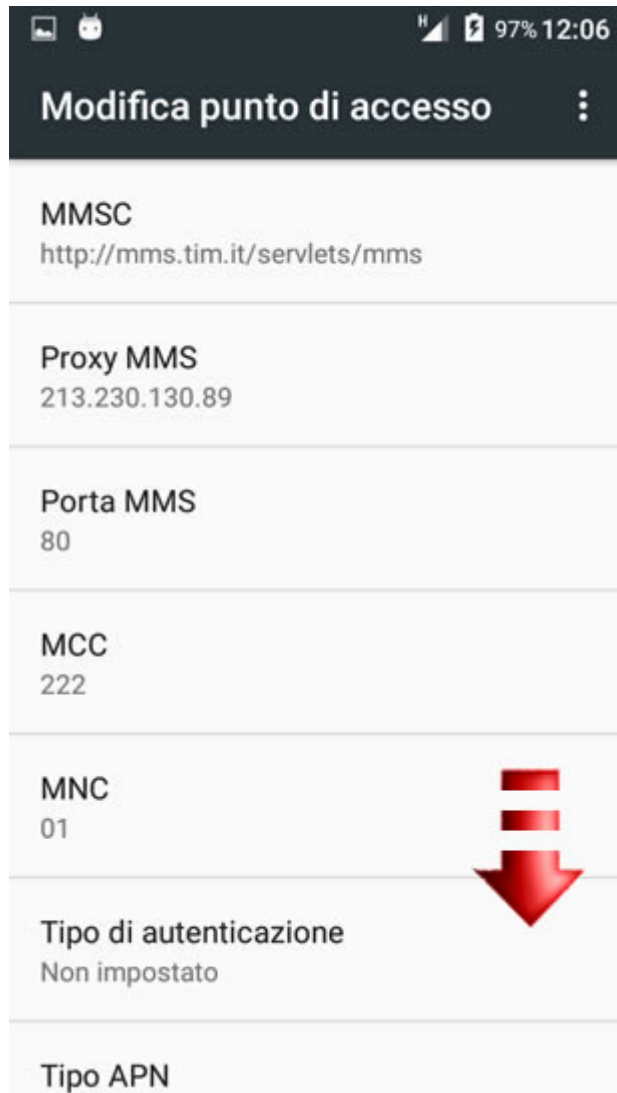 H 97% 12:06
Modifica punto di accesso
MMSC
http://mms.tim.it/servlets/mms
Proxy MMS
213.230.130.89
Porta MMS
80
MCC
222
MNC
01
Tipo di autenticazione
Non impostato
Tipo APN